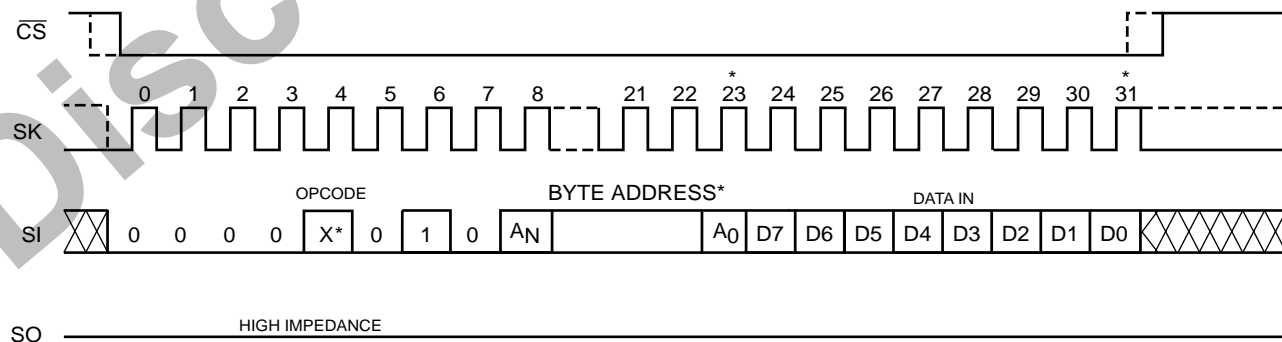 Disc
CS
*
*
0 1 2 3 4 5 6 7 8 21 22 23 24 25 26 27 28 29 30 31
SK
OPCODE
BYTE ADDRESS*
DATA IN
SI 0 0 0 0 X* 0 1 0 AN A0 D7 D6 D5 D4 D3 D2 D1 D0
HIGH IMPEDANCE
SO